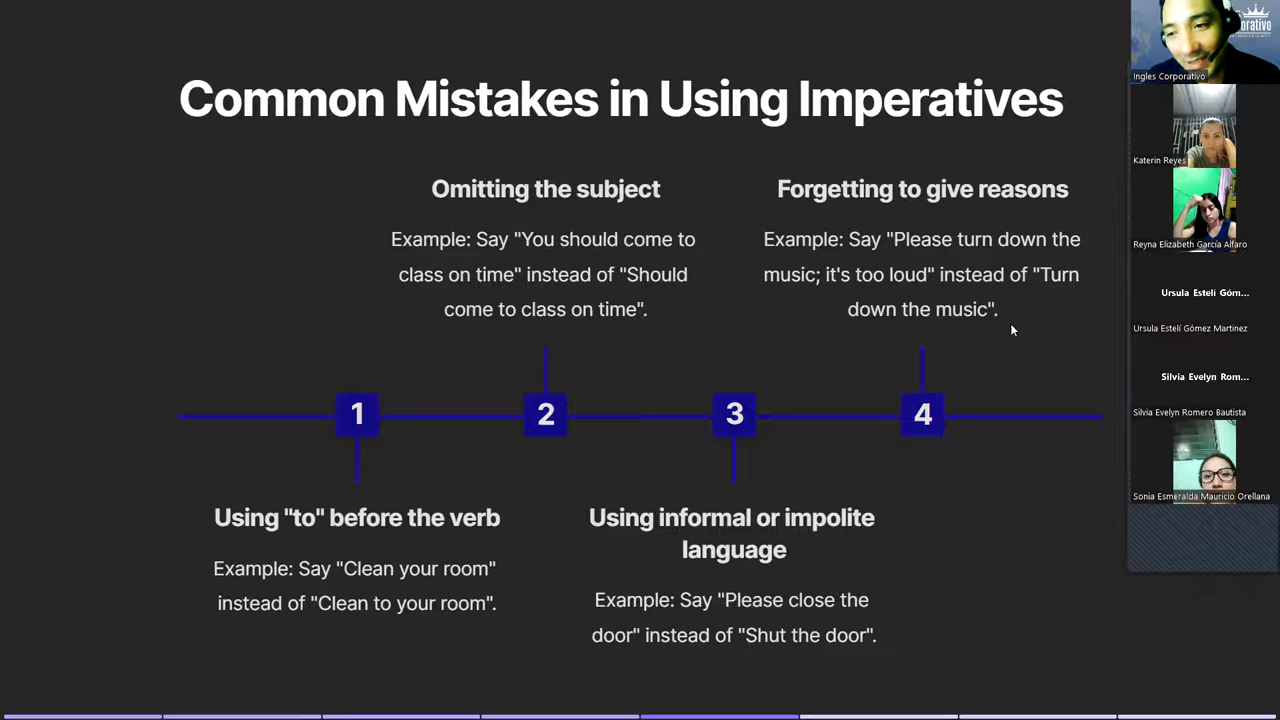 Common Mistakes in Using Imperatives
Omitting the subject
Example: Say "You should come to
class on time" instead of "Should
come to class on time".
Forgetting to give reasons
Example: Say "Please turn down the
music; it's too loud" instead of "Turn
down the music".
1
2
3
4
Using "to" before the verb
Example: Say "Clean your room"
instead of "Clean to your room".
Using informal or impolite
language
Example: Say "Please close the
door" instead of "Shut the door".
Ingles Corporativo
Katerin Reyes
Reyna Elizabeth García Alfaro
Ursula Estelí Góm...
Ursula Estelí Gómez Martinez
Silvia Evelyn Rom...
Silvia Evelyn Romero Bautista
Sonia Esmeralda Mauricio Orellana